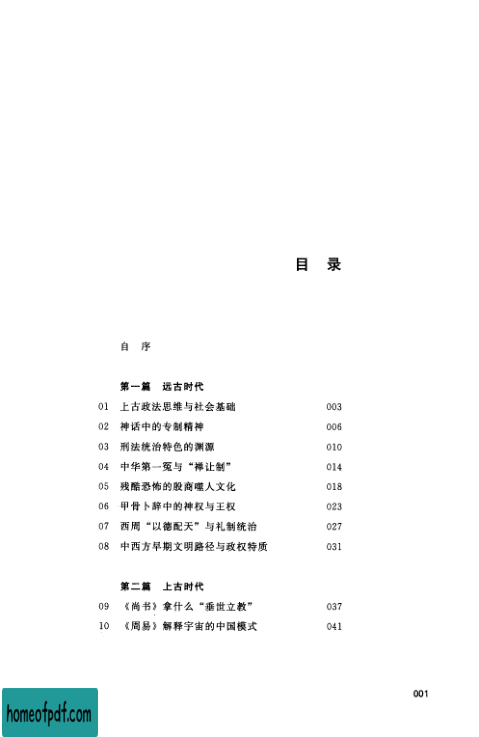 目 录
自 序
第一篇 远古时代
01 上古政法思维与社会基础 003
02 神话中的专制精神 006
03 刑法统治特色的渊源 010
04 中华第一冤与“禅让制” 014
05 残酷恐怖的殷商噬人文化 018
06 甲骨卜辞中的神权与王权 023
07 西周“以德配天”与礼制统治 027
08 中西方早期文明路径与政权特质 031
第二篇 上古时代
09 《尚书》拿什么“垂世立教” 037
10 《周易》解释宇宙的中国模式 041
001
homeofpdf.com